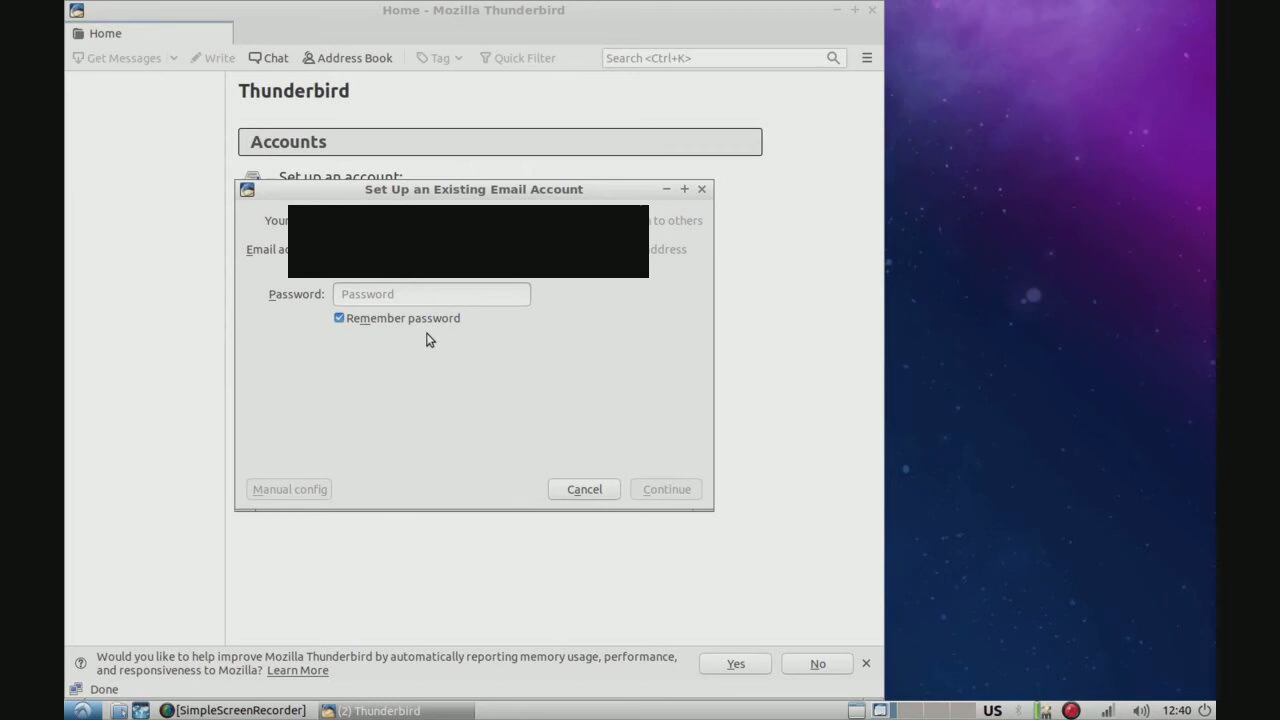 Home - Mozilla Thunderbird
Home
Get Messages
Write
Chat
Address Book
Tag
Quick Filter
Search <Ctrl+K>
Thunderbird
Accounts
Set up an account:
Set Up an Existing Email Account
Your
to others
Email
Password:
Password
Remember password
Manual config
Cancel
Continue
Would you like to help improve Mozilla Thunderbird by automatically reporting memory usage, performance,
and responsiveness to Mozilla? Learn More
Yes
No
Done
[SimpleScreenRecorder]
(2) Thunderbird
US
12:40